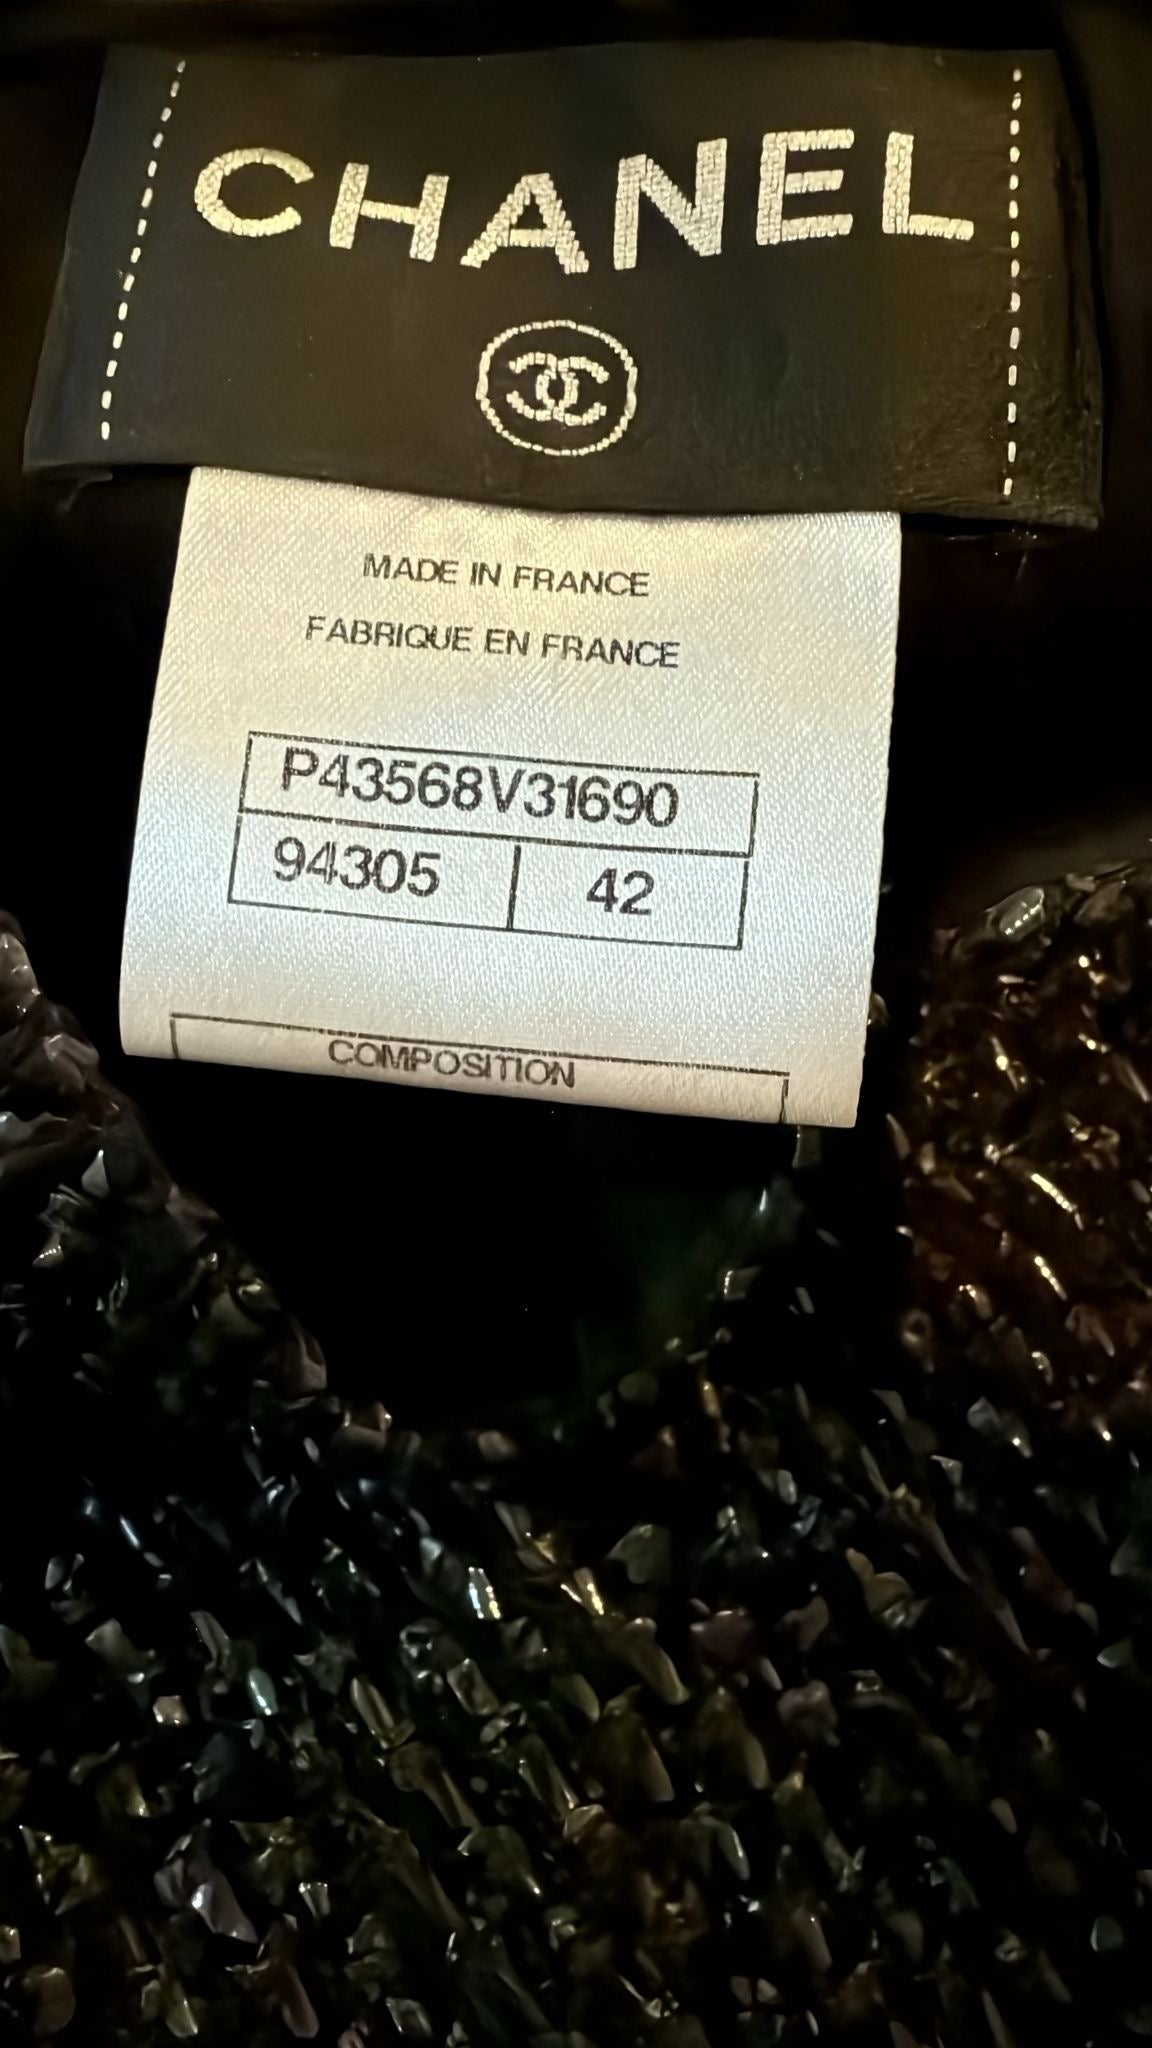 CHANEL
MADE IN FRANCE
FABRIQUE EN FRANCE
P43568V31690
94305 42
COMPOSITION